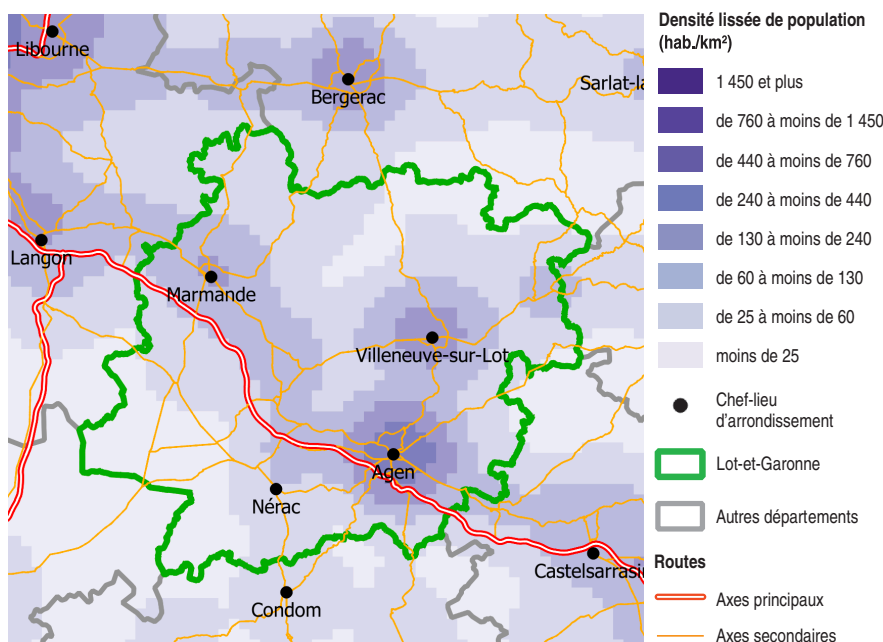 Libourne
Bergerac
Sarlat-la
Langon
Marmande
Villeneuve-sur-Lot
Agen
Nérac
Castelsarrasi
Condom
Densité lissée de population
(hab./km²)
1 450 et plus
de 760 à moins de 1 450
de 440 à moins de 760
de 240 à moins de 440
de 130 à moins de 240
de 60 à moins de 130
de 25 à moins de 60
moins de 25
Chef-lieu
d'arrondissement
Lot-et-Garonne
Autres départements
Routes
Axes principaux
Axes secondaires